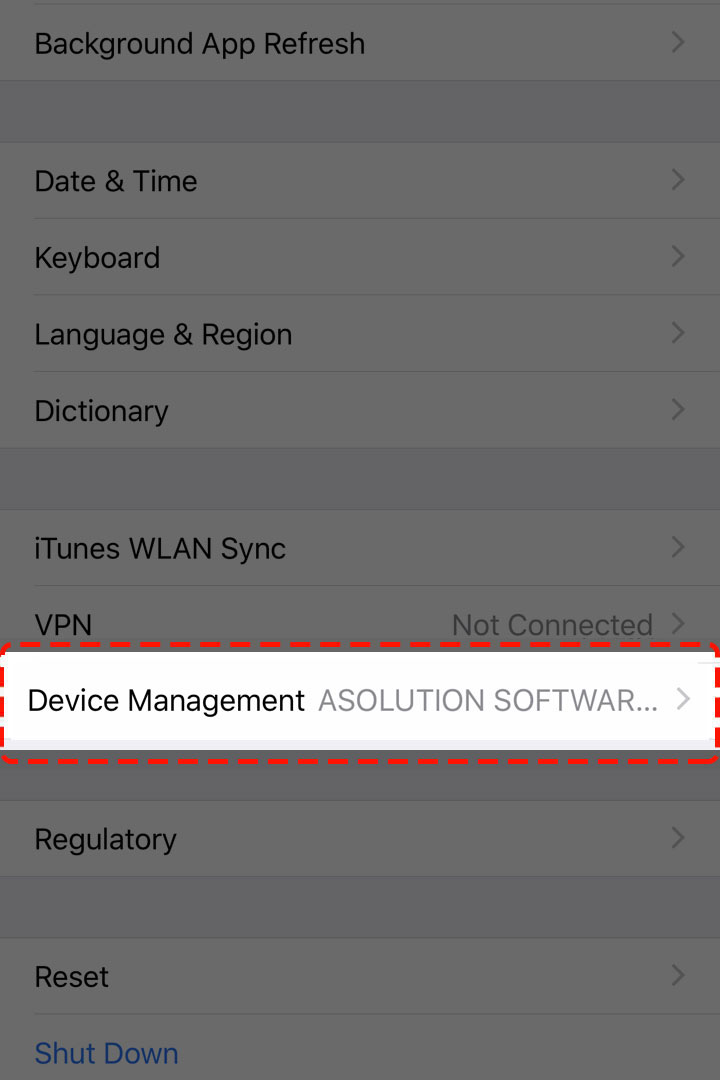 Background App Refresh
Date & Time
Keyboard
Language & Region
Dictionary
iTunes WLAN Sync
VPN Not Connected
Device Management ASOLUTION SOFTWAR...
Regulatory
Reset
Shut Down